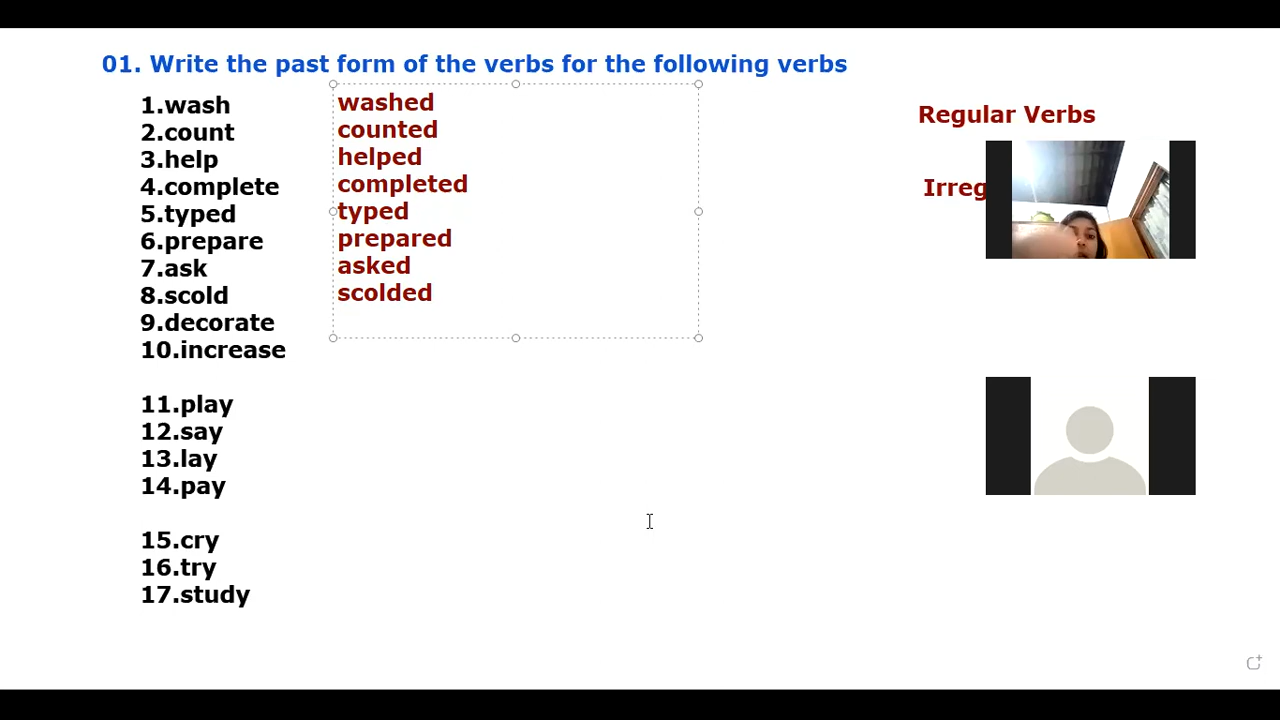 01. Write the past form of the verbs for the following verbs
1.wash
2.count
3.help
4.complete
5.typed
6.prepare
7.ask
8.scold
9.decorate
10.increase
11.play
12.say
13.lay
14.pay
15.cry
16.try
17.study
washed
counted
helped
completed
typed
prepared
asked
scolded
Regular Verbs